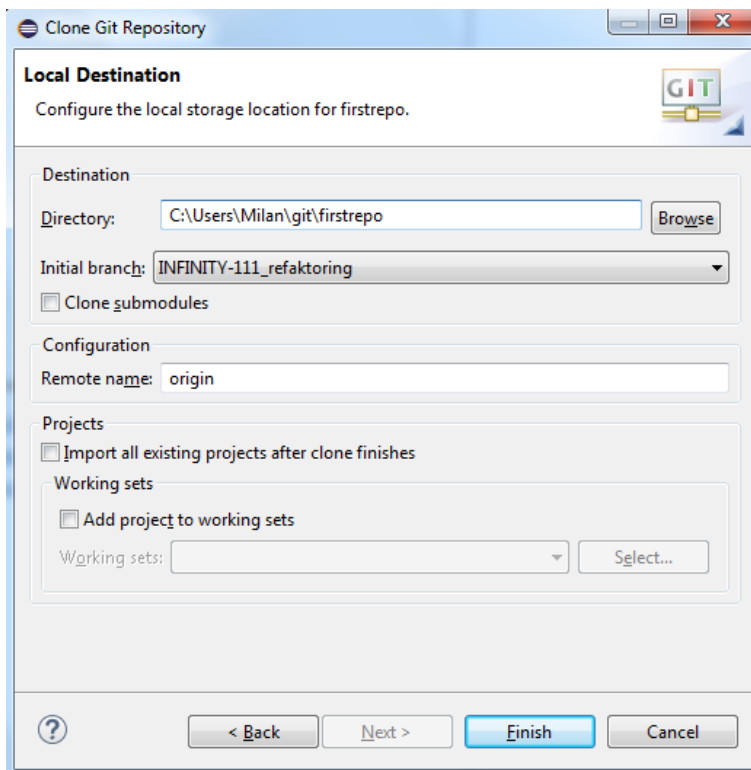 Clone Git Repository
Local Destination
Configure the local storage location for firstrepo.
GIT
Destination
Directory: C:\Users\Milan\git\firstrepo Browse
Initial branch: INFINITY-111_refaktoring
Clone submodules
Configuration
Remote name: origin
Projects
Import all existing projects after clone finishes
Working sets
Add project to working sets
Working sets: Select...
? < Back Next > Finish Cancel